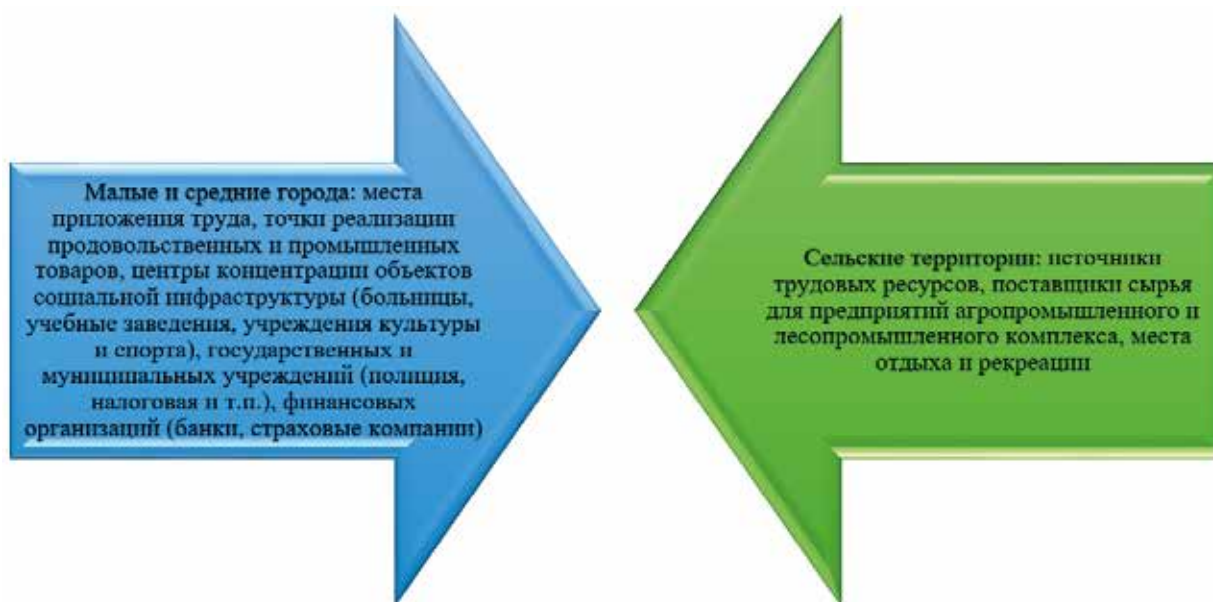 Малые и средние города: места
приложения труда, точки реализации
продовольственных и промышленных
товаров, центры концентрации объектов
социальной инфраструктуры (больницы,
учебные заведения, учреждения культуры
и спорта), государственных и
муниципальных учреждений (полиция,
налоговая и т.п.), финансовых
организаций (банки, страховые компании)
Сельские территории: источники
трудовых ресурсов, поставщики сырья
для предприятий агропромышленного и
лесопромышленного комплекса, места
отдыха и рекреации